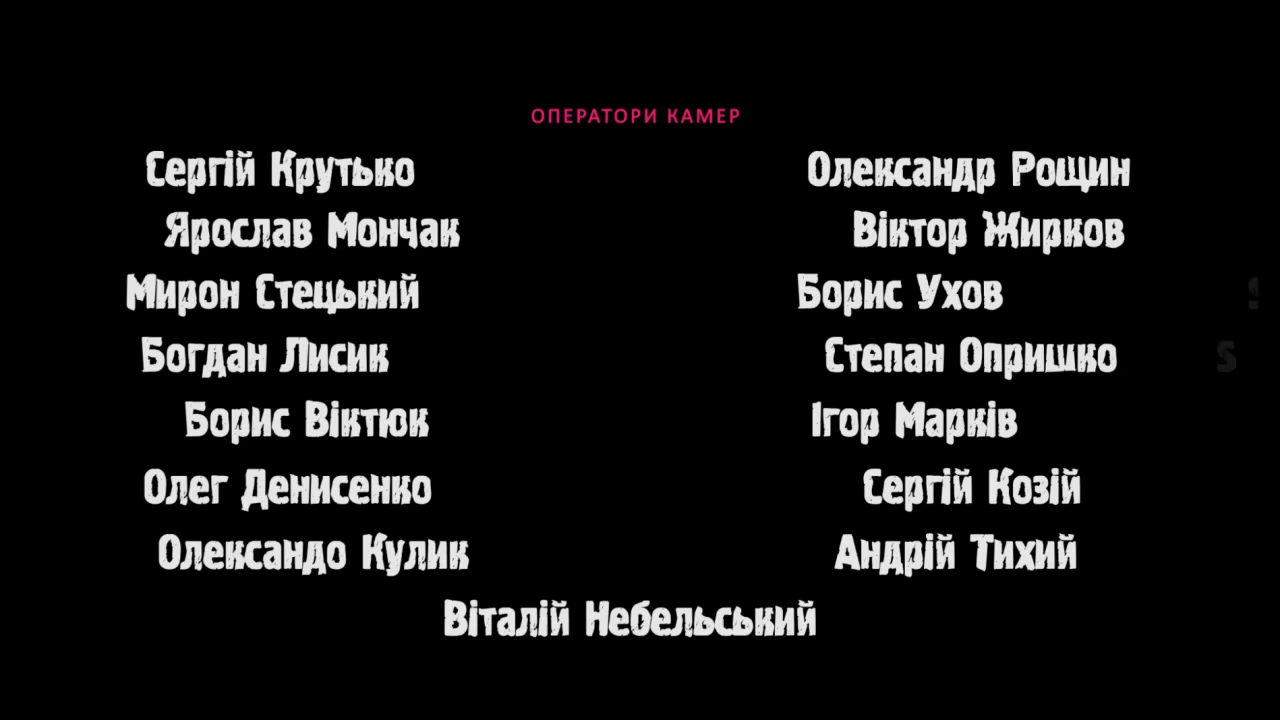 ОПЕРАТОРИ КАМЕР
Сергій Крутько Олександр Рощин
Ярослав Мончак Віктор Жирков
Мирон Стецький Борис Ухов
Богдан Лисик Степан Опришко
Борис Віктюк Ігор Марків
Олег Денисенко Сергій Козій
Олександо Кулик Андрій Тихий
Віталій Небельський